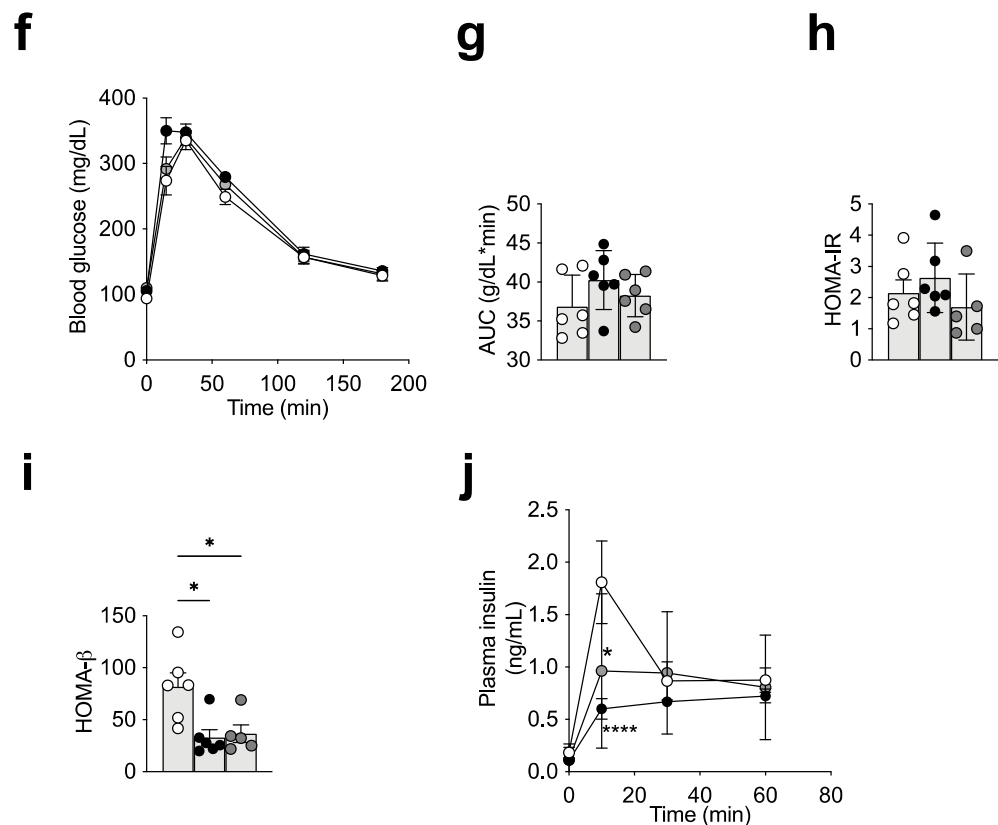 f
g
h
Blood glucose (mg/dL)
400
300
200
100
0
0 50 100 150 200
Time (min)
AUC (g/dL*min)
50
45
40
35
30
HOMA-IR
5
4
3
2
1
0
i
j
*
*
HOMA-β
150
100
50
0
Plasma insulin
(ng/mL)
2.5
2.0
1.5
1.0
0.5
0.0
*
****
0 20 40 60 80
Time (min)